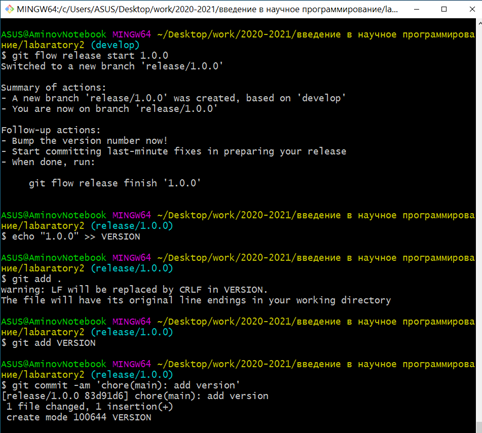 MINGW64:/c/Users/ASUS/Desktop/work/2020-2021/введение в научное программирование/la...
ASUS@AminovNotebook MINGW64 ~/Desktop/work/2020-2021/введение в научное программирова
ние/labaratory2 (develop)
$ git flow release start 1.0.0
Switched to a new branch 'release/1.0.0'
Summary of actions:
- A new branch 'release/1.0.0' was created, based on 'develop'
- You are now on branch 'release/1.0.0'
Follow-up actions:
- Bump the version number now!
- Start committing last-minute fixes in preparing your release
- When done, run:
git flow release finish '1.0.0'
ASUS@AminovNotebook MINGW64 ~/Desktop/work/2020-2021/введение в научное программирова
ние/labaratory2 (release/1.0.0)
$ echo "1.0.0" >> VERSION
ASUS@AminovNotebook MINGW64 ~/Desktop/work/2020-2021/введение в научное программирова
ние/labaratory2 (release/1.0.0)
$ git add .
warning: LF will be replaced by CRLF in VERSION.
The file will have its original line endings in your working directory
ASUS@AminovNotebook MINGW64 ~/Desktop/work/2020-2021/введение в научное программирова
ние/labaratory2 (release/1.0.0)
$ git add VERSION
ASUS@AminovNotebook MINGW64 ~/Desktop/work/2020-2021/введение в научное программирова
ние/labaratory2 (release/1.0.0)
$ git commit -am 'chore(main): add version'
[release/1.0.0 83d91d6] chore(main): add version
1 file changed, 1 insertion(+)
create mode 100644 VERSION